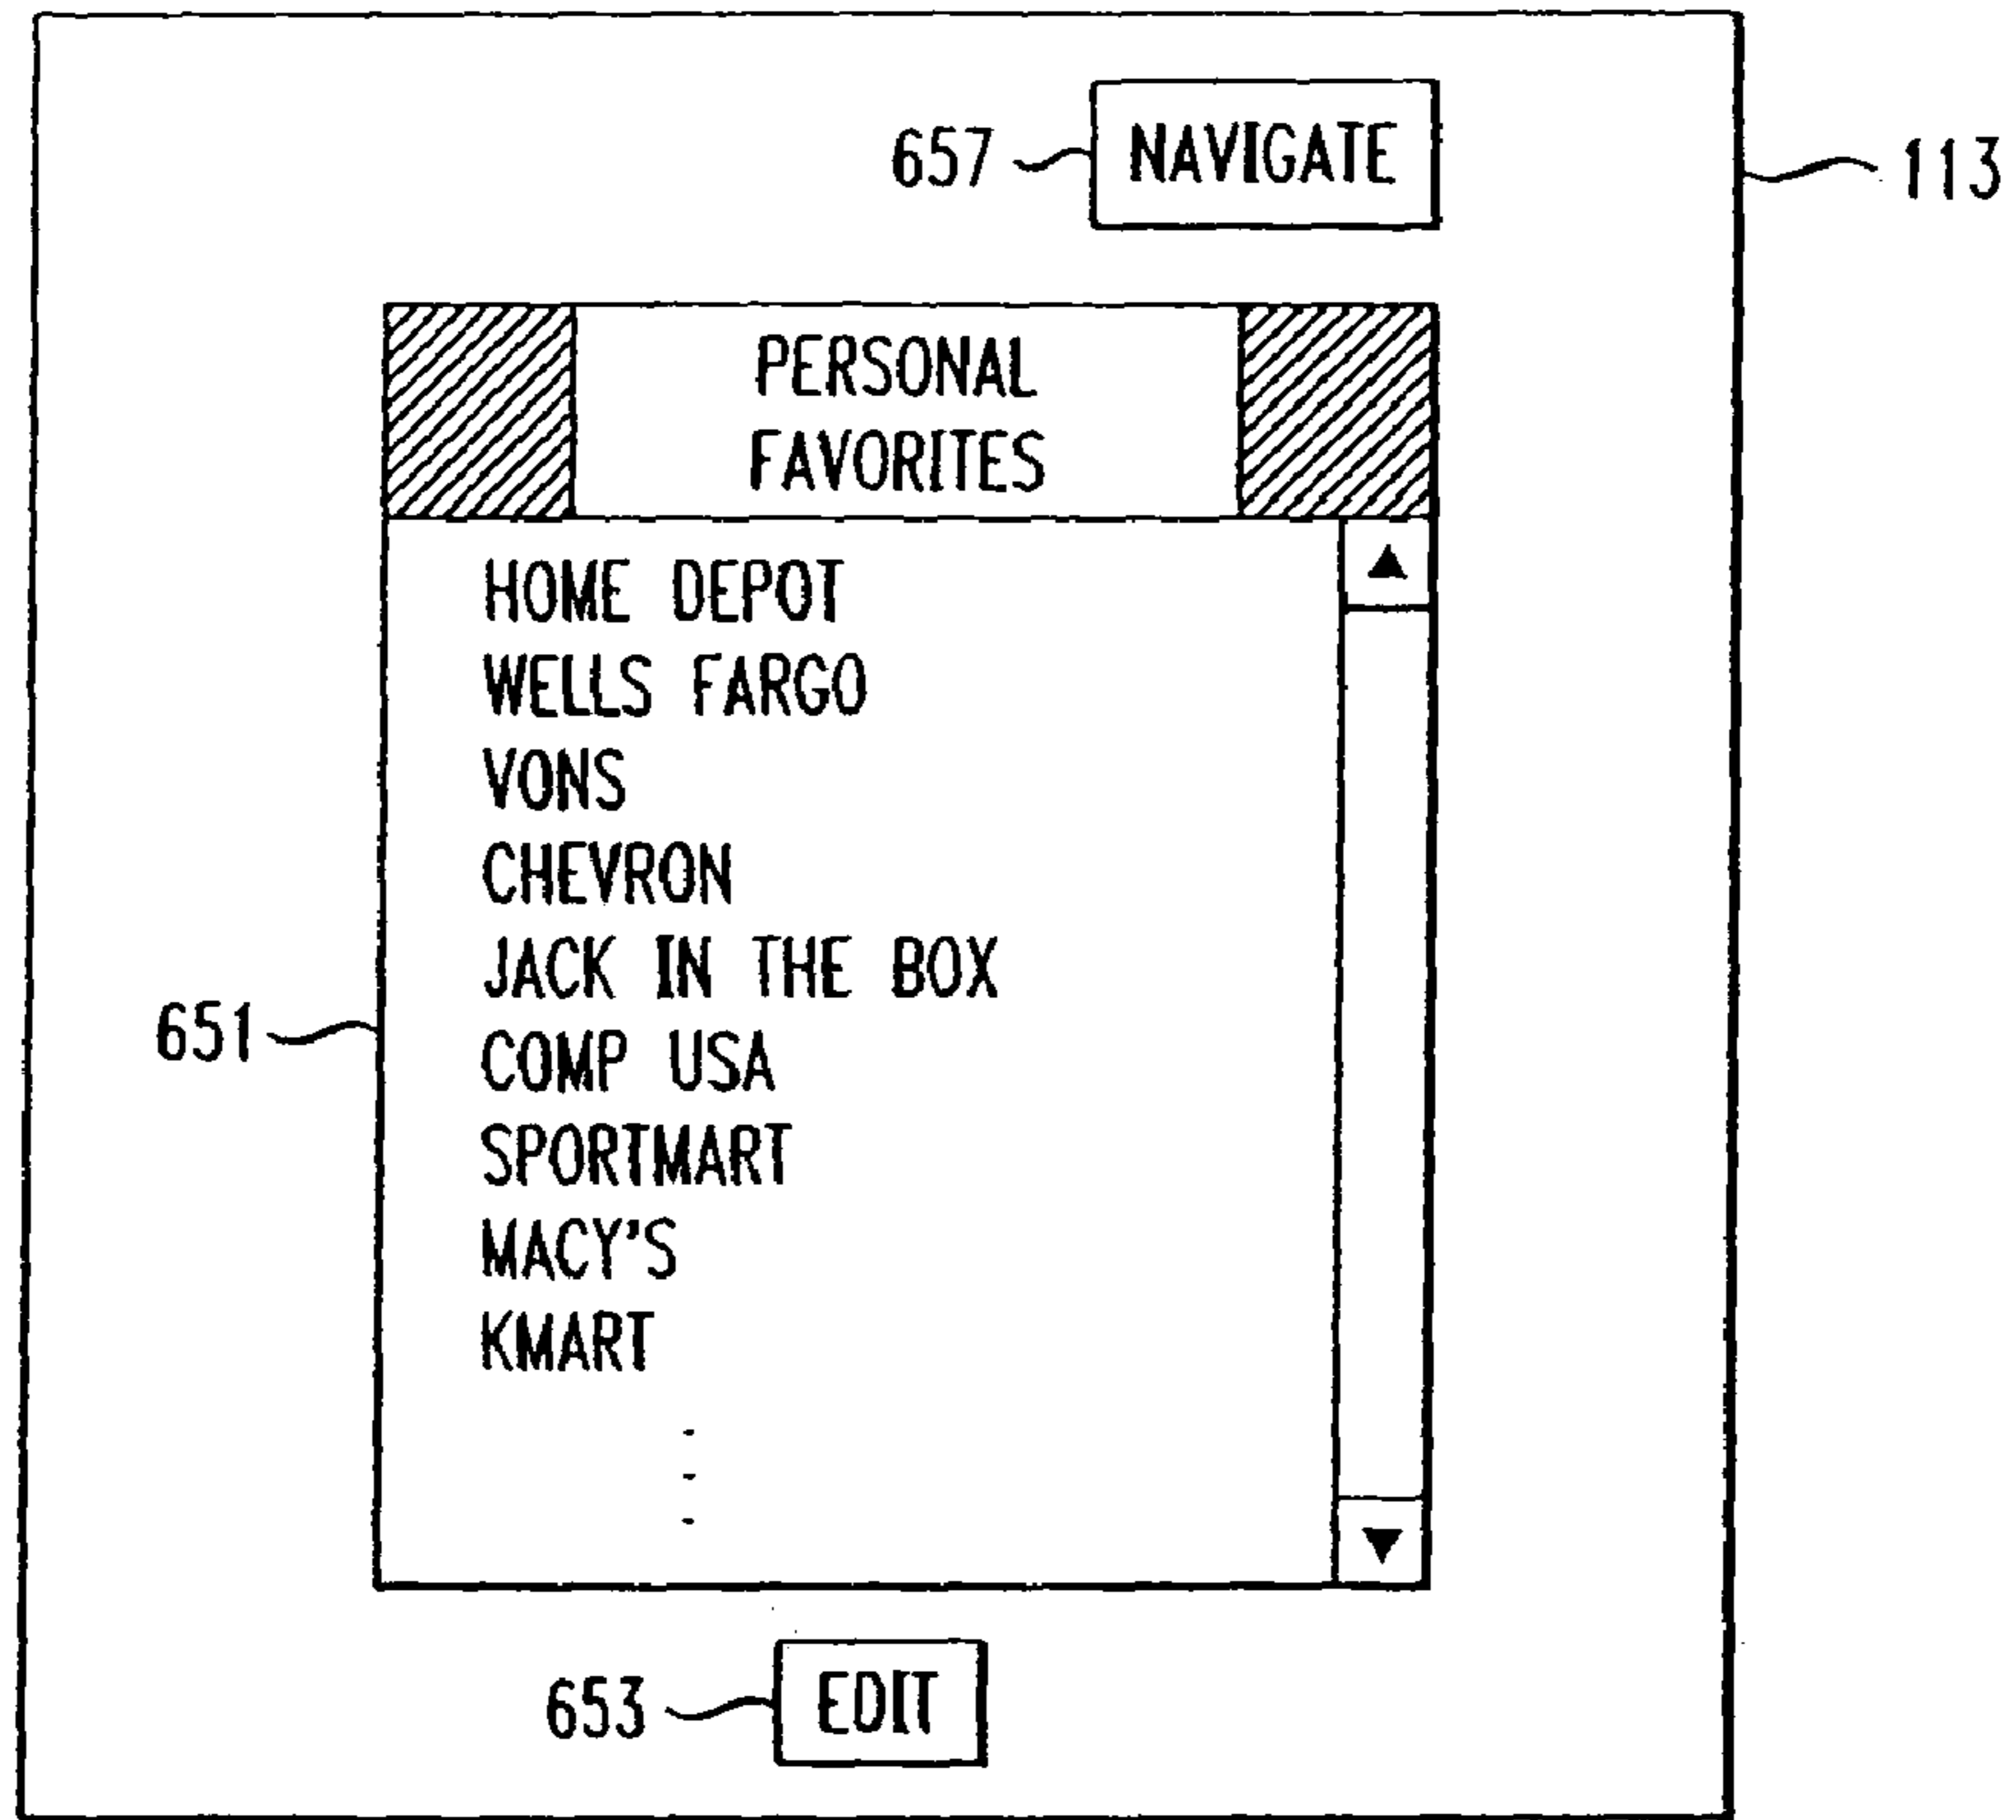 657 NAVIGATE 113
PERSONAL
FAVORITES
HOME DEPOT
WELLS FARGO
VONS
CHEVRON
JACK IN THE BOX
651
COMP USA
SPORTMART
MACY'S
KMART
653 EDIT